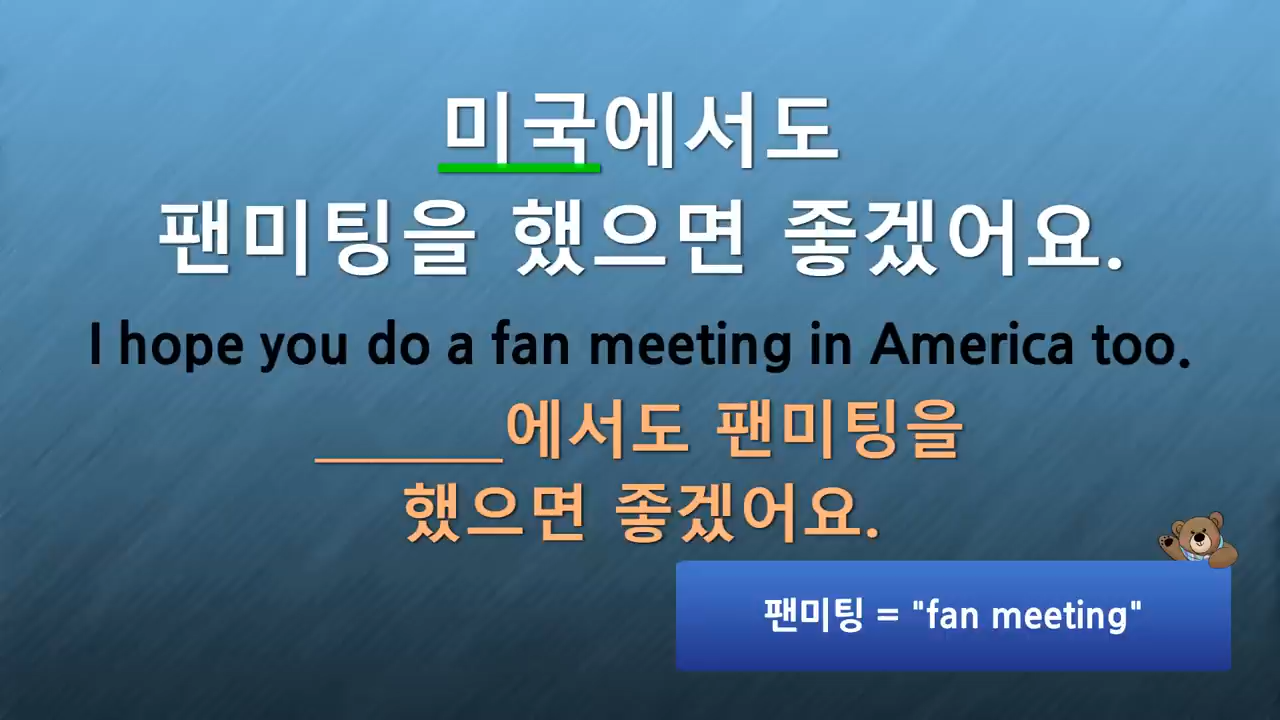 미국에서도
팬미팅을 했으면 좋겠어요.
I hope you do a fan meeting in America too.
______에서도 팬미팅을
했으면 좋겠어요.
팬미팅 = "fan meeting"